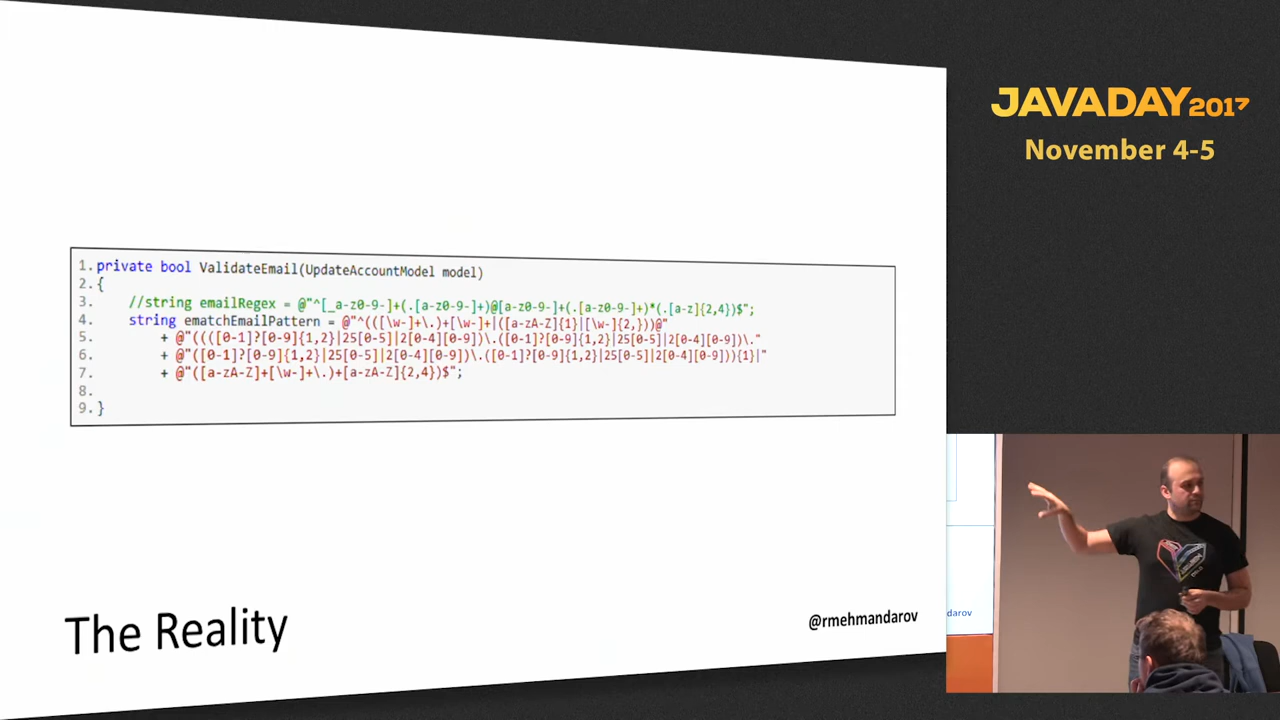 JAVADAY 2017
November 4-5
1. private bool ValidateEmail(UpdateAccountModel model)
2. {
3. //string emailRegex = @"^[_a-z0-9-]+(.[a-z0-9-]+)@[a-z0-9-]+(.[a-z0-9-]+)*(.[a-z]{2,4})$";
4. string ematchEmailPattern = @"^(([\w-]+\.)+[\w-]+|([a-zA-Z]{1}|[\w-]{2,}))@"
5. + @"((([0-1]?[0-9]{1,2}|25[0-5]|2[0-4][0-9])\.([0-1]?[0-9]{1,2}|25[0-5]|2[0-4][0-9])\."
6. + @"([0-1]?[0-9]{1,2}|25[0-5]|2[0-4][0-9])\.([0-1]?[0-9]{1,2}|25[0-5]|2[0-4][0-9])){1}|"
7. + @"([a-zA-Z]+[\w-]+\.)+[a-zA-Z]{2,4})$";
8.
9. }
The Reality
@rmehmandarov
darov